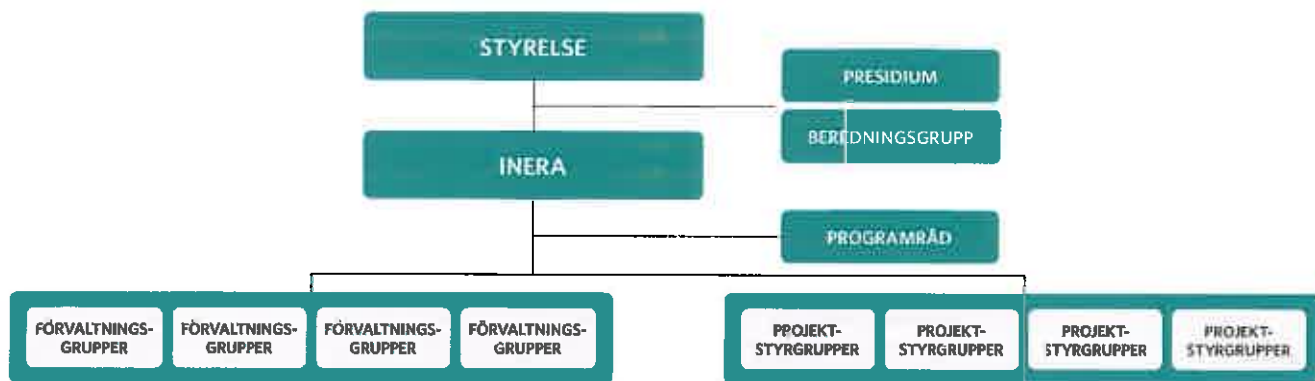 STYRELSE
PRESIDIUM
BEREDNINGSGRUPP
INERA
PROGRAMRÅD
FÖRVALTNINGS-
GRUPPER
FÖRVALTNINGS-
GRUPPER
FÖRVALTNINGS-
GRUPPER
FÖRVALTNINGS-
GRUPPER
PROJEKT-
STYRGRUPPER
PROJEKT-
STYRGRUPPER
PROJEKT-
STYRGRUPPER
PROJEKT-
STYRGRUPPER